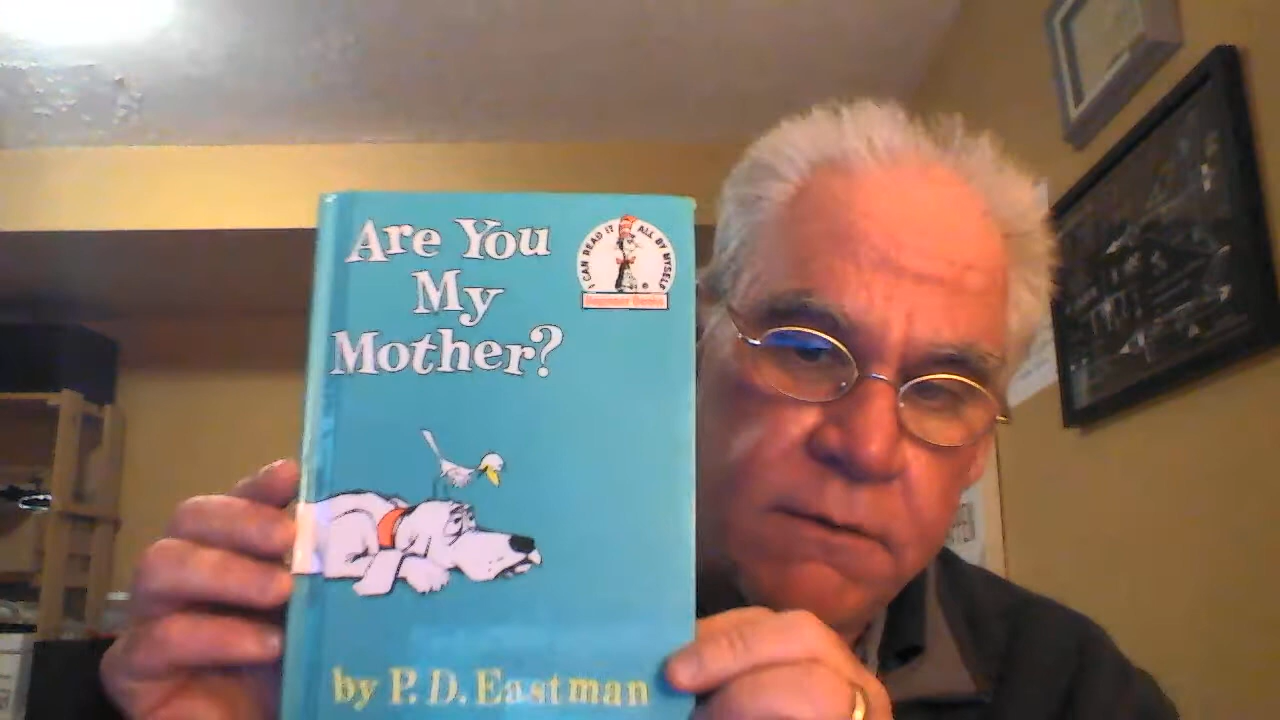 Are You
My
Mother?
I CAN READ IT ALL BY MYSELF
Beginner Books
by P. D. Eastman